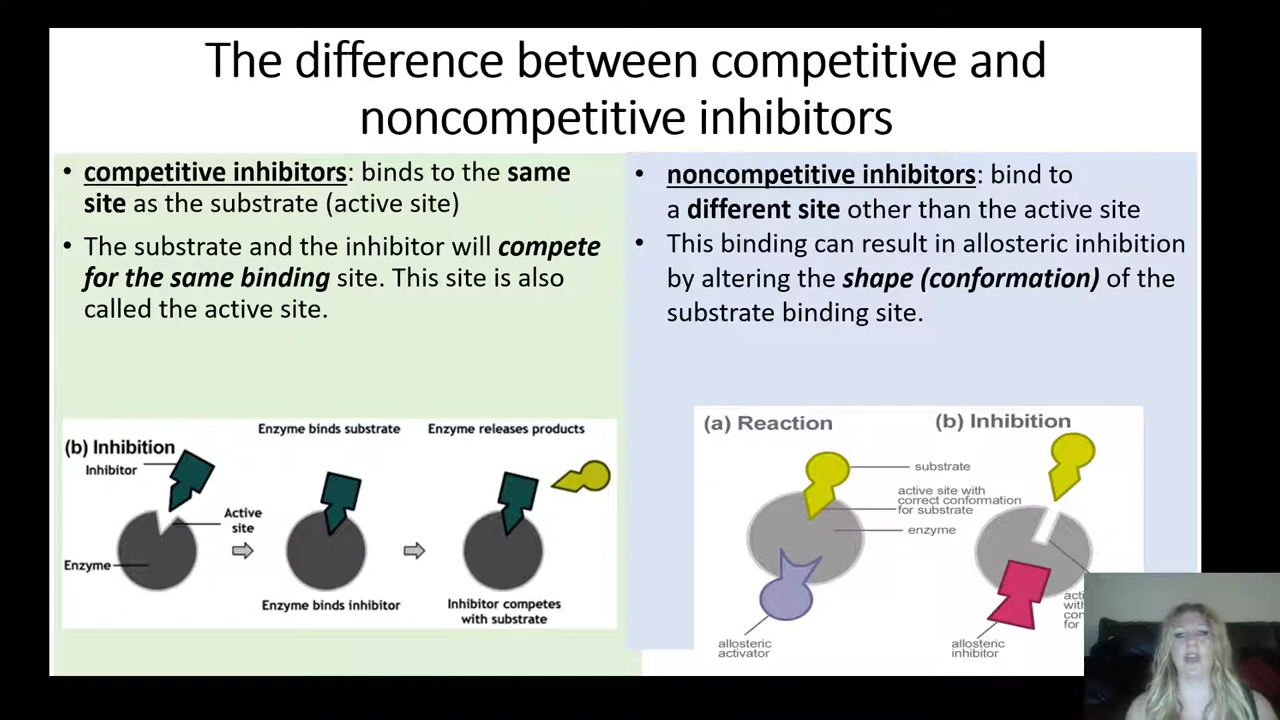 The difference between competitive and
noncompetitive inhibitors
• competitive inhibitors: binds to the same
site as the substrate (active site)
• The substrate and the inhibitor will compete
for the same binding site. This site is also
called the active site.
• noncompetitive inhibitors: bind to
a different site other than the active site
• This binding can result in allosteric inhibition
by altering the shape (conformation) of the
substrate binding site.
Enzyme binds substrate
Enzyme releases products
(b) Inhibition
Inhibitor
Active
site
Enzyme
Enzyme binds inhibitor
Inhibitor competes
with substrate
(a) Reaction
substrate
active site with
correct conformation
for substrate
enzyme
allosteric
activator
(b) Inhibition
allosteric
inhibitor
for